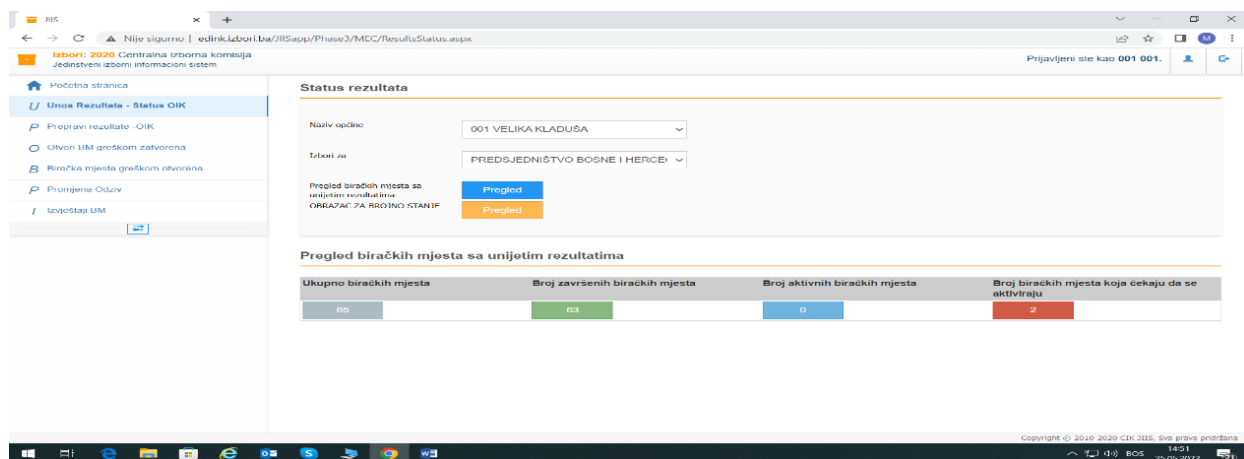 JIIS
Nije sigurno | edink.izbori.ba/JIISapp/Phase3/MEC/ResultsStatus.aspx
M
Izbori: 2020 Centralna izborna komisija
Jedinstveni izborni informacioni sistem
Prijavljeni ste kao 001 001.
Početna stranica
U Unos Rezultata - Status OIK
P Prepravi rezultate -OIK
O Otvori BM greškom zatvorena
B Biračka mjesta greškom otvorena
P Promjena Odziv
I Izvještaji BM
Status rezultata
Naziv općine
001 VELIKA KLADUŠA
Izbori za
PREDSJEDNIŠTVO BOSNE I HERCE
Pregled biračkih mjesta sa
unijetim rezultatima
Pregled
OBRAZAC ZA BROJNO STANJE
Pregled
Pregled biračkih mjesta sa unijetim rezultatima
Ukupno biračkih mjesta
Broj završenih biračkih mjesta
Broj aktivnih biračkih mjesta
Broj biračkih mjesta koja čekaju da se
aktiviraju
65
63
0
2
Copyright © 2010-2020 CIK JIIS, Sva prava pridržana
BOS
14:51
25.05.2022